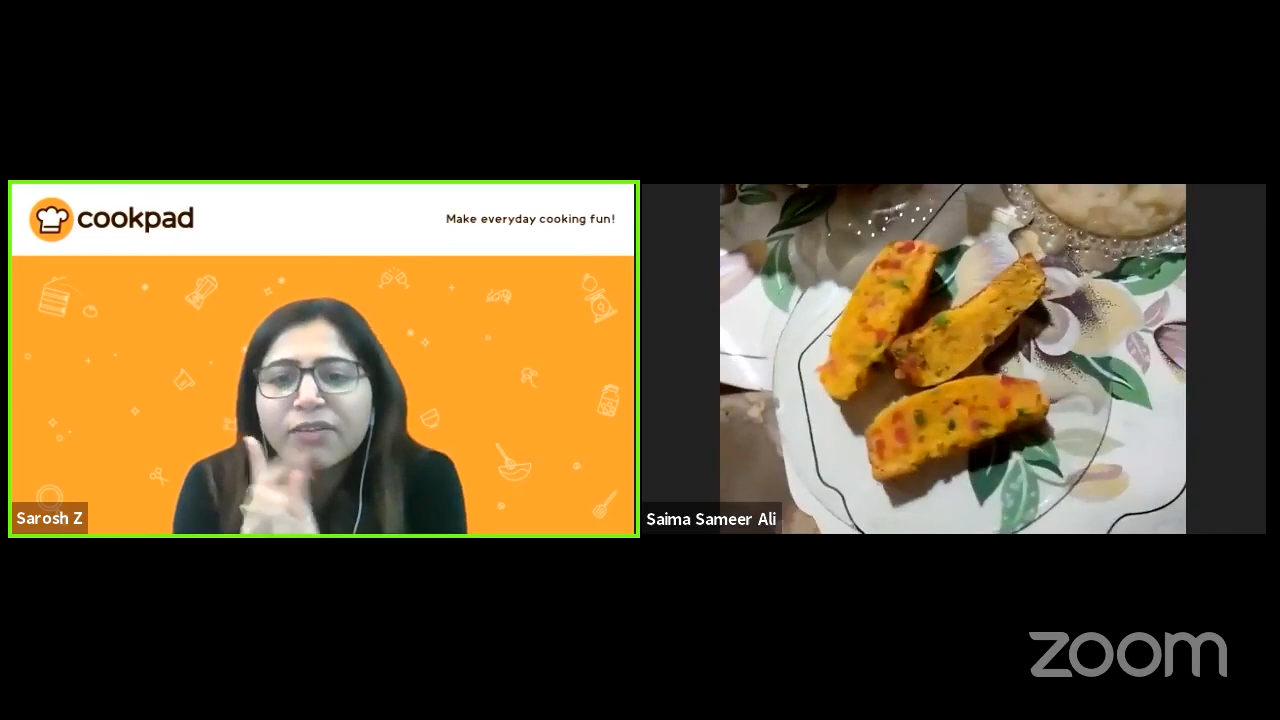 cookpad
Make everyday cooking fun!
Sarosh Z
Saima Sameer Ali
zoom